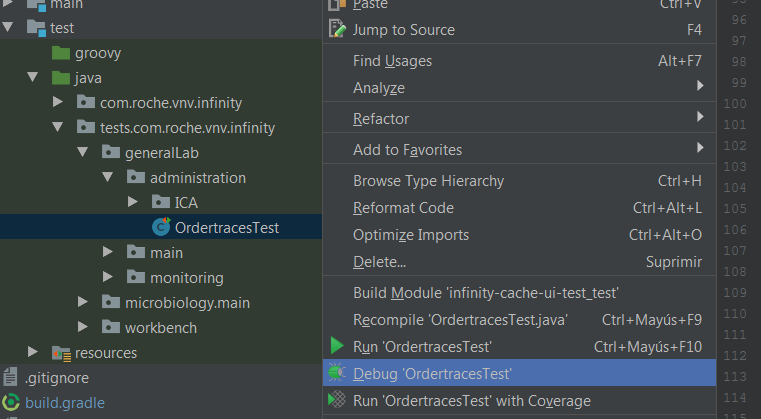 main
test
groovy
java
com.roche.vnv.infinity
tests.com.roche.vnv.infinity
generalLab
administration
ICA
OrdertracesTest
main
monitoring
microbiology.main
workbench
resources
.gitignore
build.gradle
Paste Ctrl+V
Jump to Source F4
Find Usages Alt+F7
Analyze
Refactor
Add to Favorites
Browse Type Hierarchy Ctrl+H
Reformat Code Ctrl+Alt+L
Optimize Imports Ctrl+Alt+O
Delete... Suprimir
Build Module 'infinity-cache-ui-test_test'
Recompile 'OrdertracesTest.java' Ctrl+Mayús+F9
Run 'OrdertracesTest' Ctrl+Mayús+F10
Debug 'OrdertracesTest'
Run 'OrdertracesTest' with Coverage
96
97
98
99
100
101
102
103
104
105
106
107
108
109
110
111
112
113
114
115